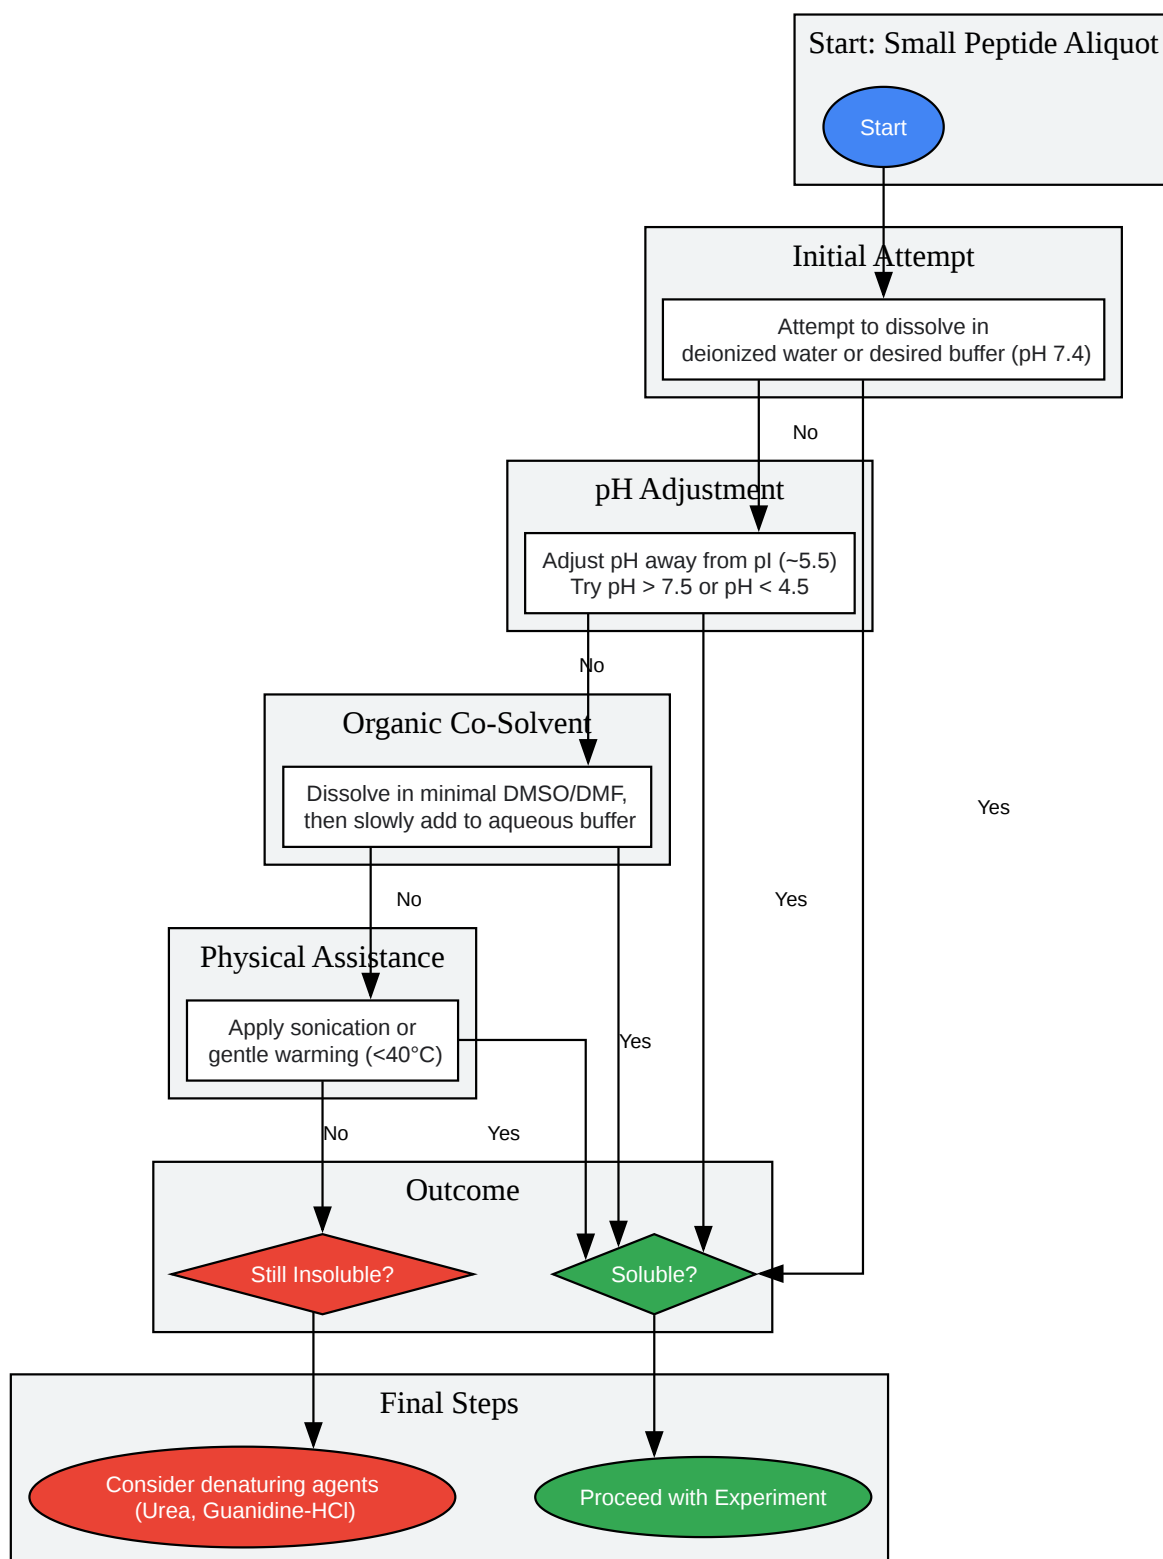 Start: Small Peptide Aliquot
Start
Initial Attempt
Attempt to dissolve in
deionized water or desired buffer (pH 7.4)
No
pH Adjustment
Adjust pH away from pI (~5.5)
Try pH > 7.5 or pH < 4.5
No
Organic Co-Solvent
Dissolve in minimal DMSO/DMF,
then slowly add to aqueous buffer
Yes
No
Yes
Physical Assistance
Apply sonication or
gentle warming (<40°C)
Yes
No
Yes
Outcome
Still Insoluble?
Soluble?
Final Steps
Consider denaturing agents
(Urea, Guanidine-HCl)
Proceed with Experiment